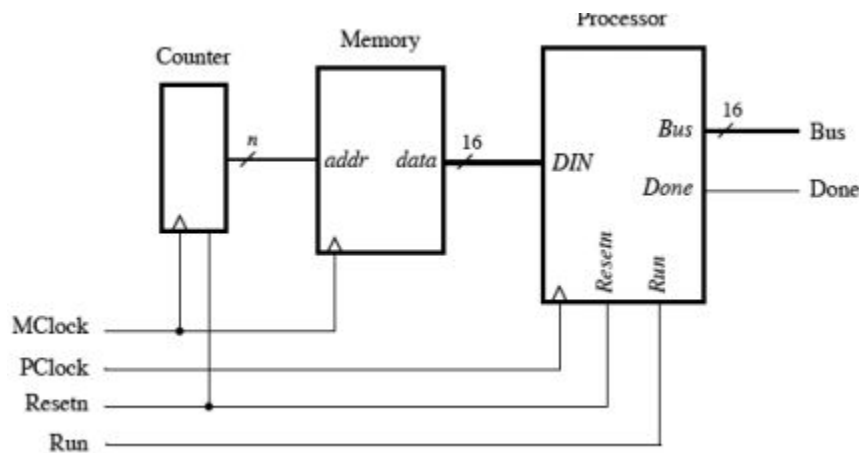 Processor
Memory
Counter
16
Bus
Bus
n
16
addr
data
DIN
Done
Done
Resetn
Run
MClock
PClock
Resetn
Run